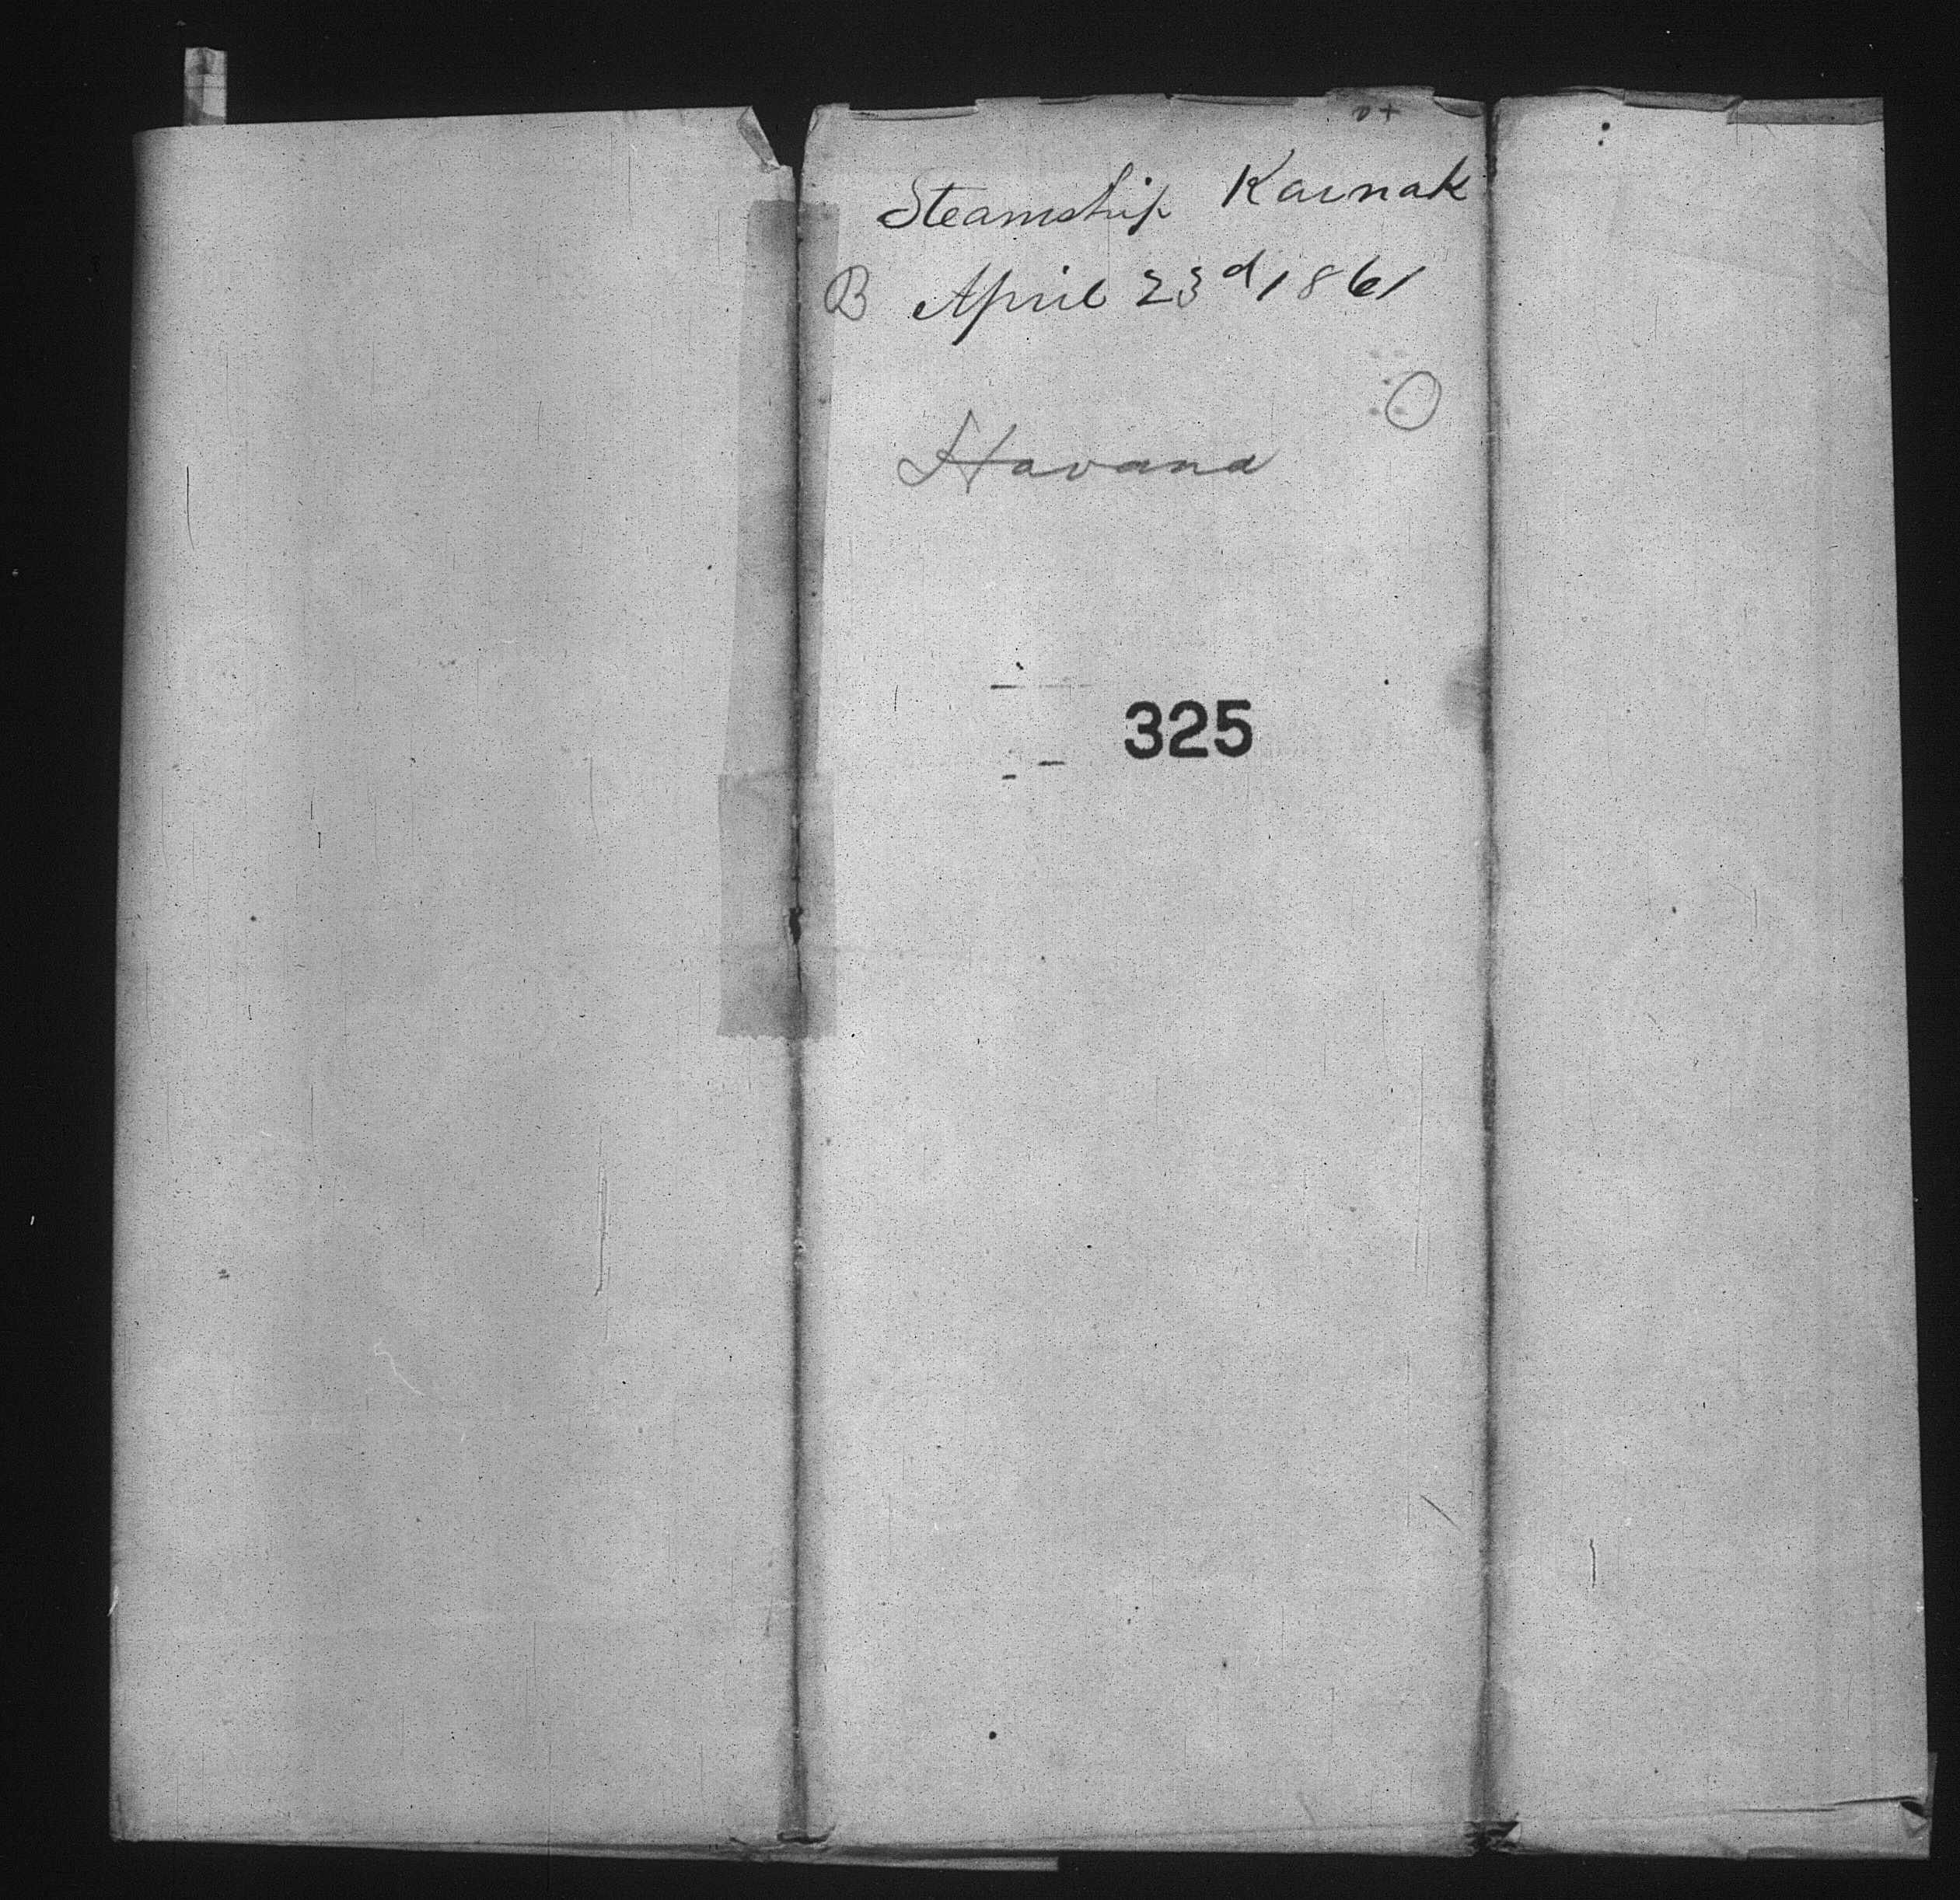 Steamship Karnak
B April 23d 1861
O
Havana
325